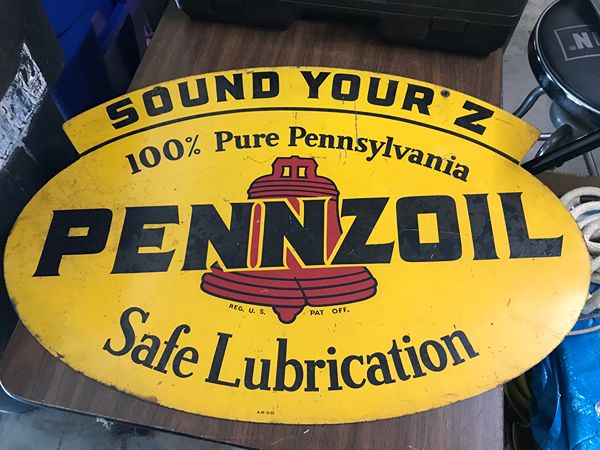 SOUND YOUR Z
100% Pure Pennsylvania
PENNZOIL
REG. U. S. PAT OFF.
Safe Lubrication